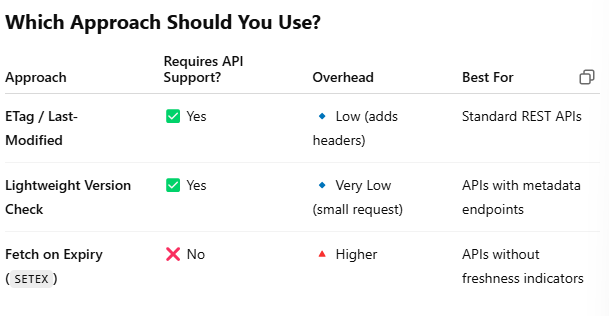 Which Approach Should You Use?
Requires API
Approach Support? Overhead Best For
ETag / Last- ✅ Yes 🔹 Low (adds Standard REST APIs
Modified headers)
Lightweight Version ✅ Yes 🔹 Very Low APIs with metadata
Check (small request) endpoints
Fetch on Expiry ❌ No 🔺 Higher APIs without
(SETEX) freshness indicators